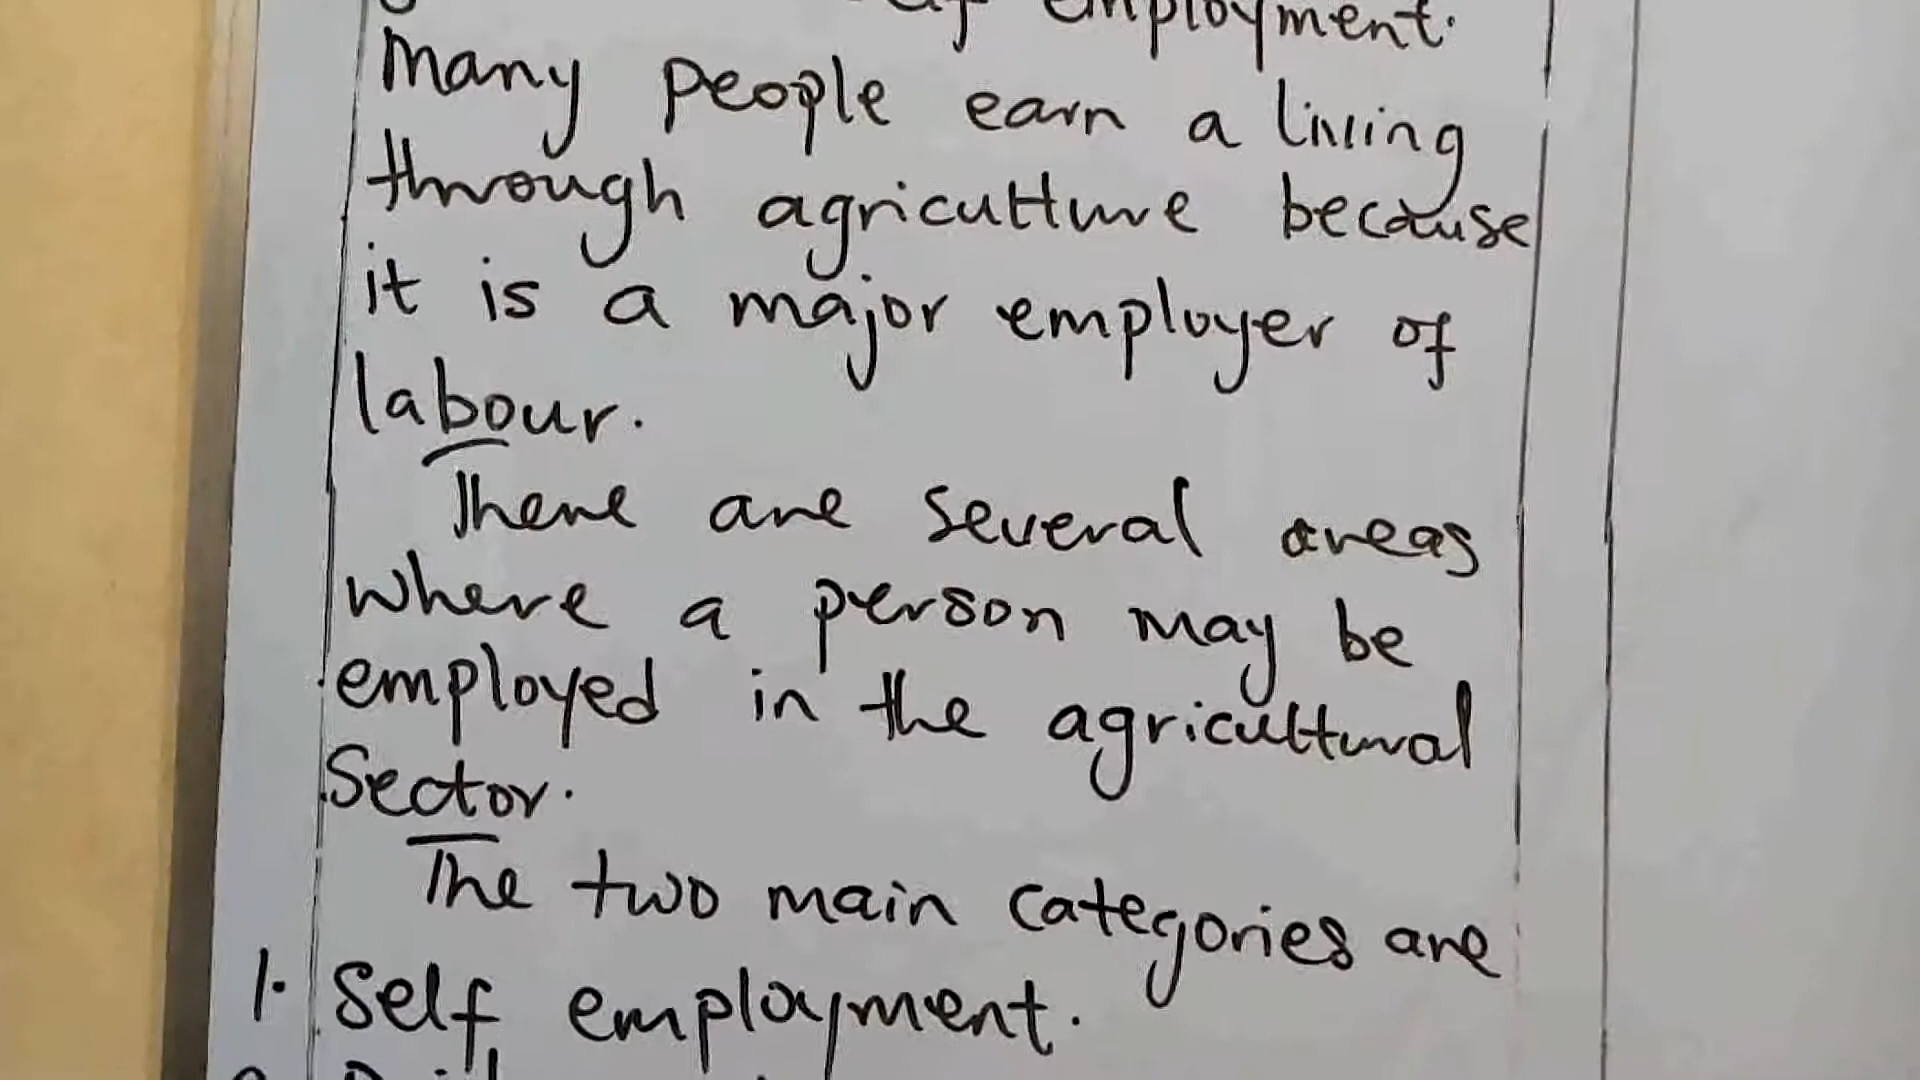 employment.
many people earn a living
through agriculture because
it is a major employer of
labour.
There are several areas
where a person may be
employed in the agricultural
Sector.
The two main categories are
1. Self employment.